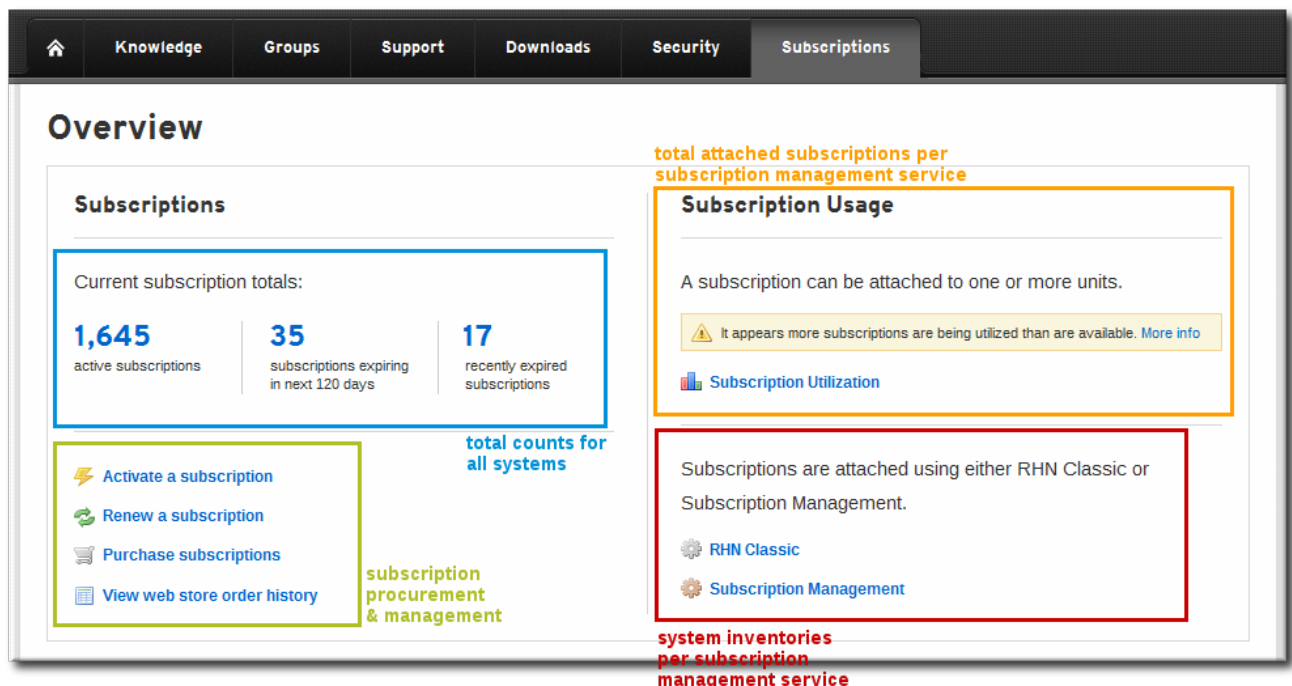 Knowledge
Groups
Support
Downloads
Security
Subscriptions
Overview
total attached subscriptions per
subscription management service
Subscriptions
Current subscription totals:
1,645
active subscriptions
35
subscriptions expiring
in next 120 days
17
recently expired
subscriptions
total counts for
all systems
Activate a subscription
Renew a subscription
Purchase subscriptions
View web store order history
subscription
procurement
& management
Subscription Usage
A subscription can be attached to one or more units.
It appears more subscriptions are being utilized than are available. More info
Subscription Utilization
Subscriptions are attached using either RHN Classic or
Subscription Management.
RHN Classic
Subscription Management
system inventories
per subscription
management service